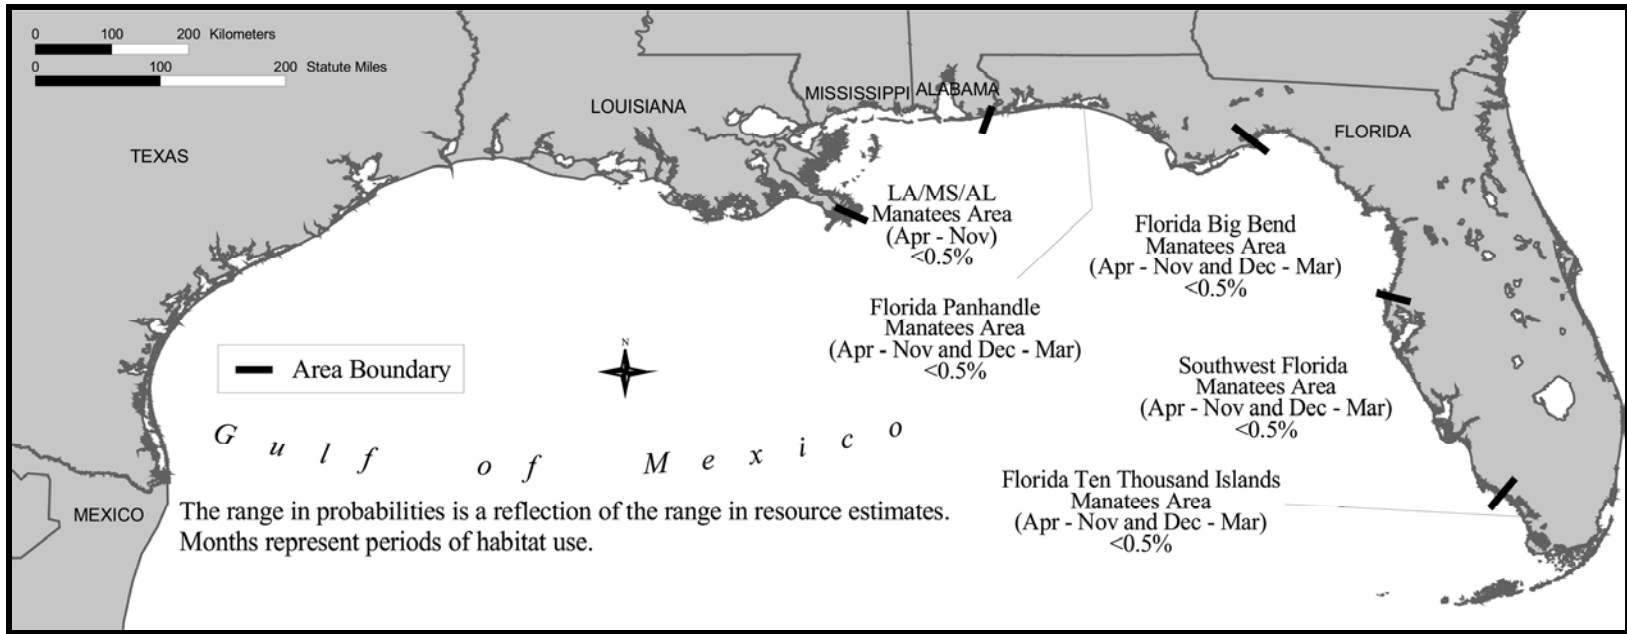 0 100 200 Kilometers
0 100 200 Statute Miles
TEXAS
LOUISIANA
MISSISSIPPI
ALABAMA
FLORIDA
LA/MS/AL
Manatees Area
(Apr - Nov)
<0.5%
Florida Big Bend
Manatees Area
(Apr - Nov and Dec - Mar)
<0.5%
Florida Panhandle
Manatees Area
(Apr - Nov and Dec - Mar)
<0.5%
N
Area Boundary
Southwest Florida
Manatees Area
(Apr - Nov and Dec - Mar)
<0.5%
Gulf of Mexico
Florida Ten Thousand Islands
Manatees Area
(Apr - Nov and Dec - Mar)
<0.5%
MEXICO
The range in probabilities is a reflection of the range in resource estimates.
Months represent periods of habitat use.